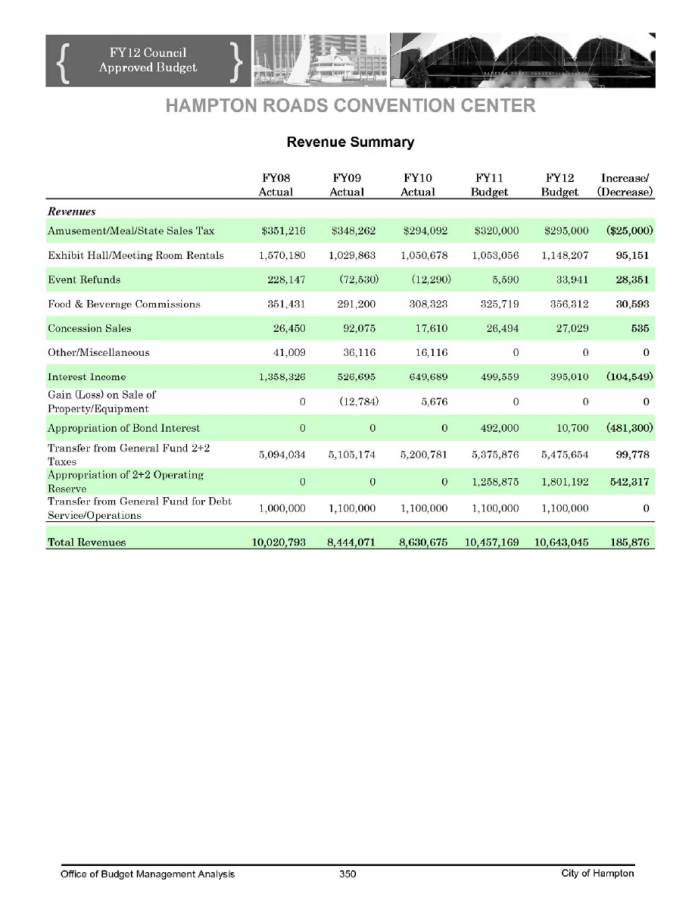 FY12 Council
Approved Budget
HAMPTON ROADS CONVENTION CENTER
Revenue Summary
FY08 FY09 FY10 FY11 FY12 Increase/
Actual Actual Actual Budget Budget (Decrease)
Revenues
Amusement/Meal/State Sales Tax $351,216 $348,262 $294,092 $320,000 $295,000 ($25,000)
Exhibit Hall/Meeting Room Rentals 1,570,180 1,029,863 1,050,678 1,053,056 1,148,207 95,151
Event Refunds 228,147 (72,530) (12,290) 5,590 33,941 28,351
Food & Beverage Commissions 351,431 291,200 308,323 325,719 356,312 30,593
Concession Sales 26,450 92,075 17,610 26,494 27,029 535
Other/Miscellaneous 41,009 36,116 16,116 0 0 0
Interest Income 1,358,326 526,695 649,689 499,559 395,010 (104,549)
Gain (Loss) on Sale of
Property/Equipment 0 (12,784) 5,676 0 0 0
Appropriation of Bond Interest 0 0 0 492,000 10,700 (481,300)
Transfer from General Fund 2+2
Taxes 5,094,034 5,105,174 5,200,781 5,375,876 5,475,654 99,778
Appropriation of 2+2 Operating
Reserve 0 0 0 1,258,875 1,801,192 542,317
Transfer from General Fund for Debt
Service/Operations 1,000,000 1,100,000 1,100,000 1,100,000 1,100,000 0
Total Revenues 10,020,793 8,444,071 8,630,675 10,457,169 10,643,045 185,876
Office of Budget Management Analysis 350 City of Hampton